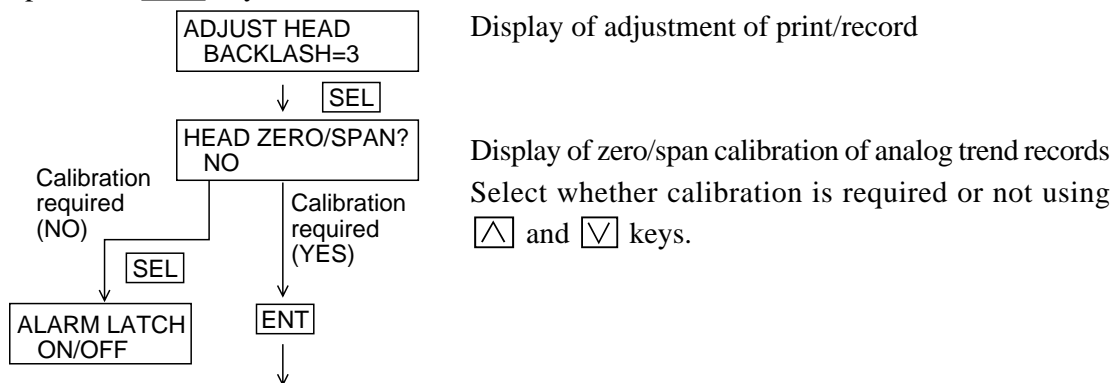 ADJUST HEAD
BACKLASH=3
Display of adjustment of print/record
SEL
HEAD ZERO/SPAN?
NO
Display of zero/span calibration of analog trend records
Select whether calibration is required or not using
and keys.
Calibration
required
(NO)
Calibration
required
(YES)
SEL
ALARM LATCH
ON/OFF
ENT